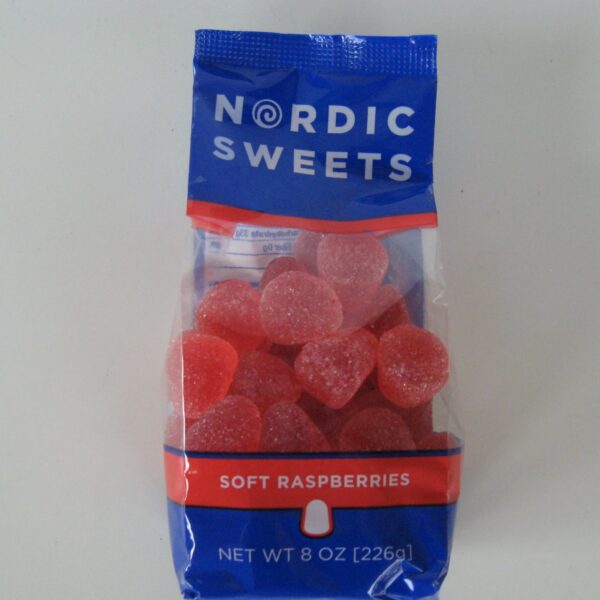 NORDIC
SWEETS
SOFT RASPBERRIES
NET WT 8 OZ [226g]